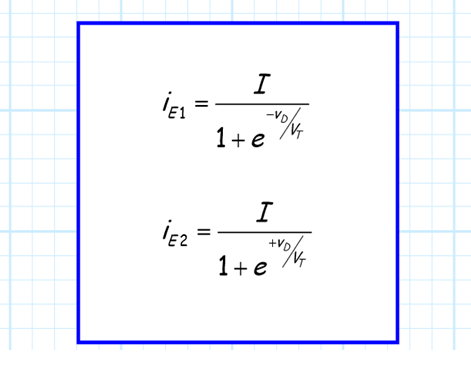 i_E1 = I / (1 + e^(−v_D/V_T))
i_E2 = I / (1 + e^(+v_D/V_T))